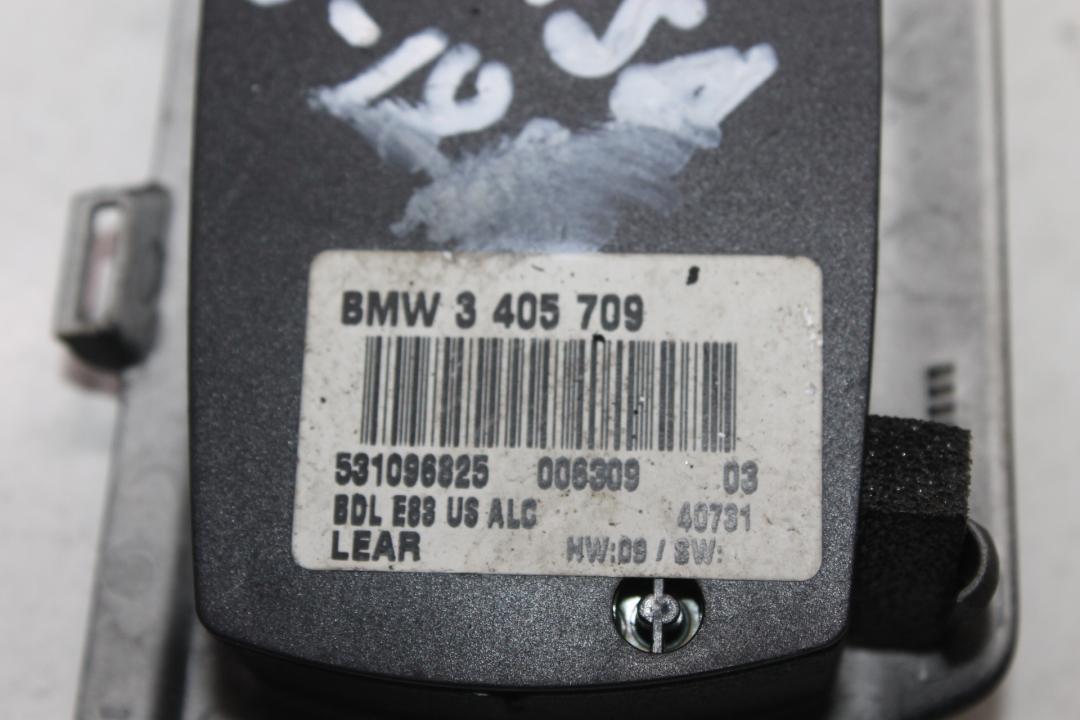 BMW 3 405 709
531096825 006309 03
BDL E83 US ALC 40731
LEAR HW:09 / SW: